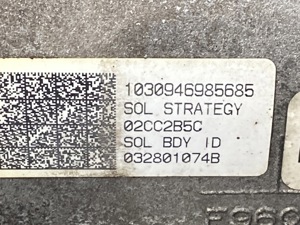 1030946985685
SOL STRATEGY
02CC2B5C
SOL BDY ID
032801074B